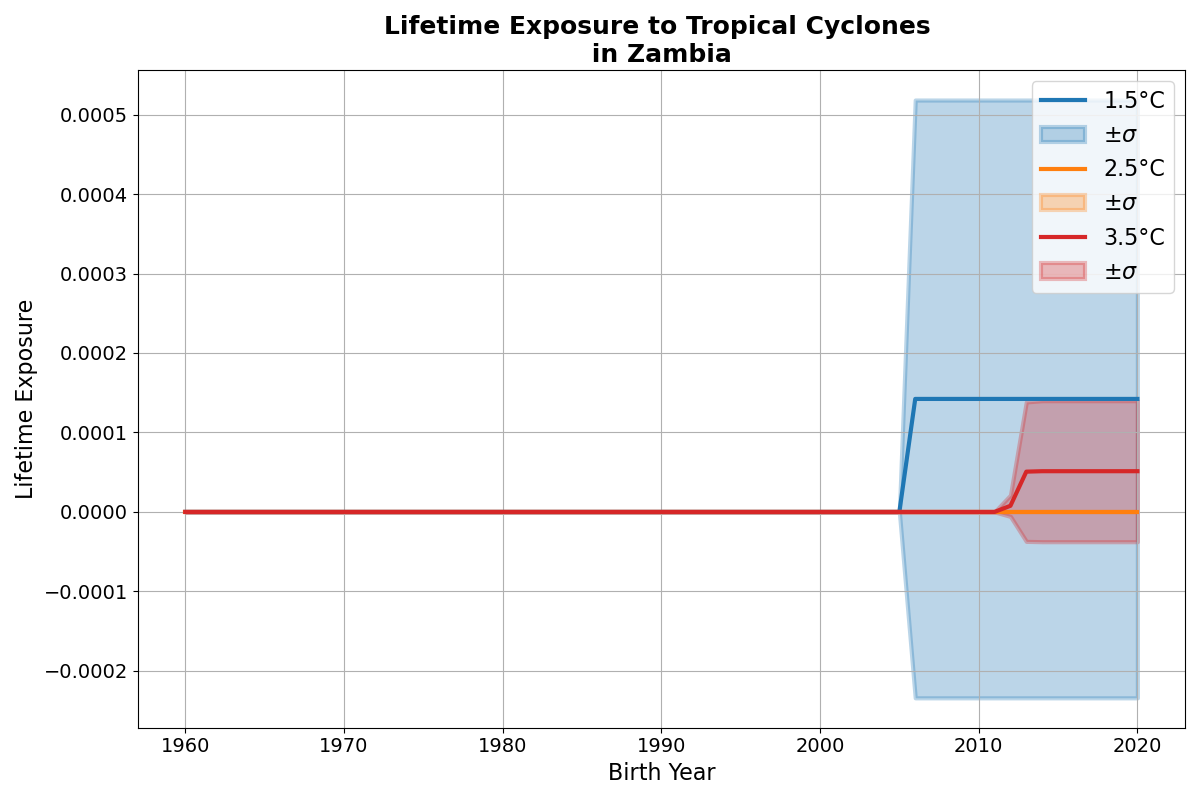 Lifetime Exposure to Tropical Cyclones
in Zambia
Lifetime Exposure
0.0005
0.0004
0.0003
0.0002
0.0001
0.0000
−0.0001
−0.0002
1.5°C
±σ
2.5°C
±σ
3.5°C
±σ
1960 1970 1980 1990 2000 2010 2020
Birth Year